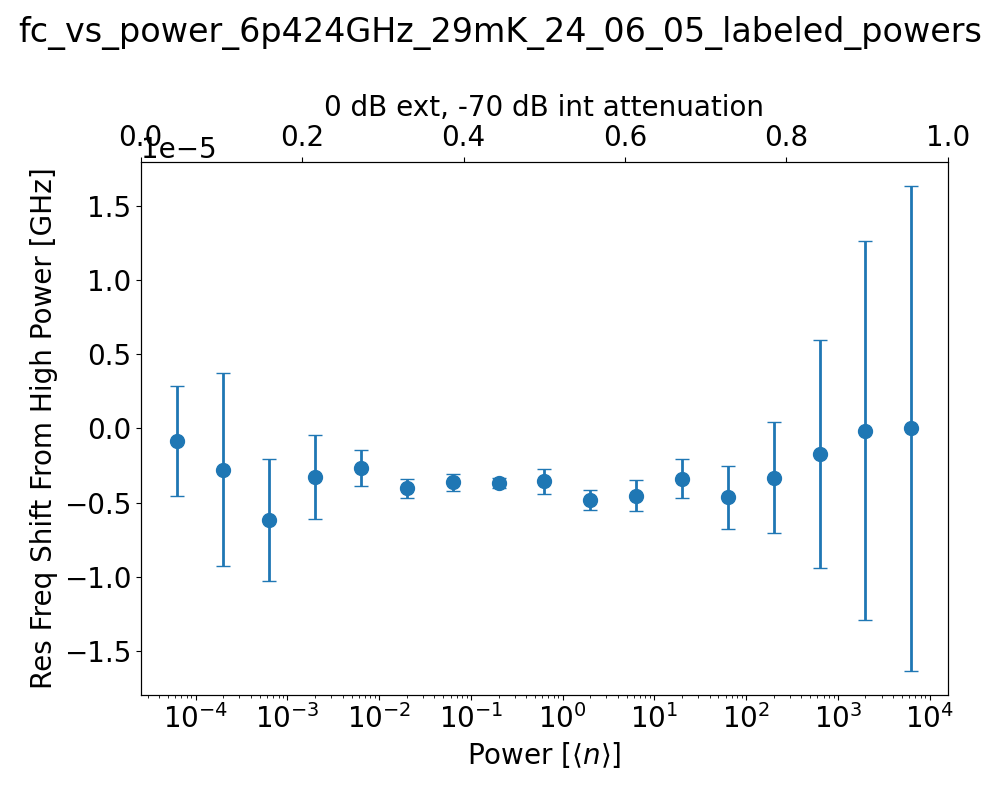 fc_vs_power_6p424GHz_29mK_24_06_05_labeled_powers
0 dB ext, -70 dB int attenuation
0.0 0.2 0.4 0.6 0.8 1.0
1e−5
Res Freq Shift From High Power [GHz]
1.5
1.0
0.5
0.0
−0.5
−1.0
−1.5
10⁻⁴ 10⁻³ 10⁻² 10⁻¹ 10⁰ 10¹ 10² 10³ 10⁴
Power [⟨n⟩]